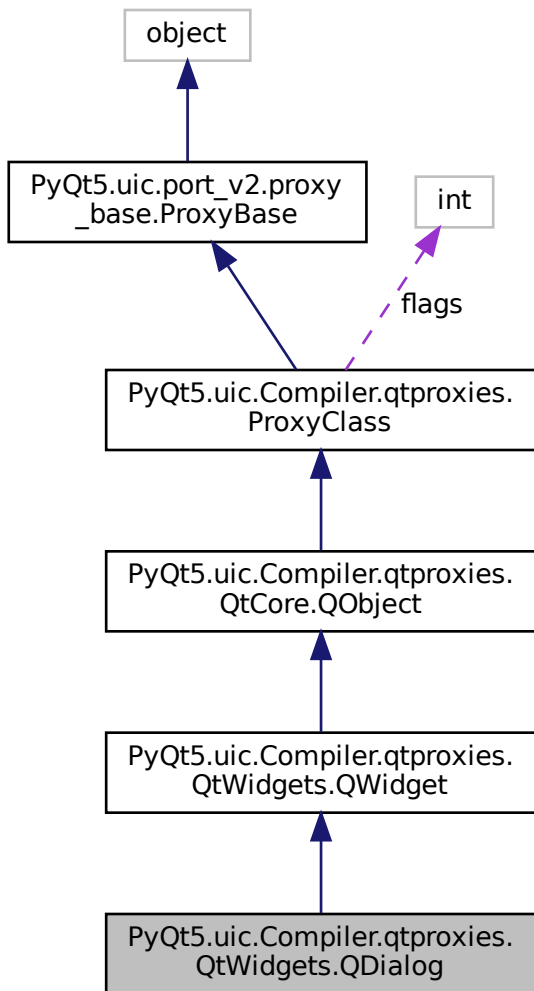 object
PyQt5.uic.port_v2.proxy
_base.ProxyBase
int
flags
PyQt5.uic.Compiler.qtproxies.
ProxyClass
PyQt5.uic.Compiler.qtproxies.
QtCore.QObject
PyQt5.uic.Compiler.qtproxies.
QtWidgets.QWidget
PyQt5.uic.Compiler.qtproxies.
QtWidgets.QDialog